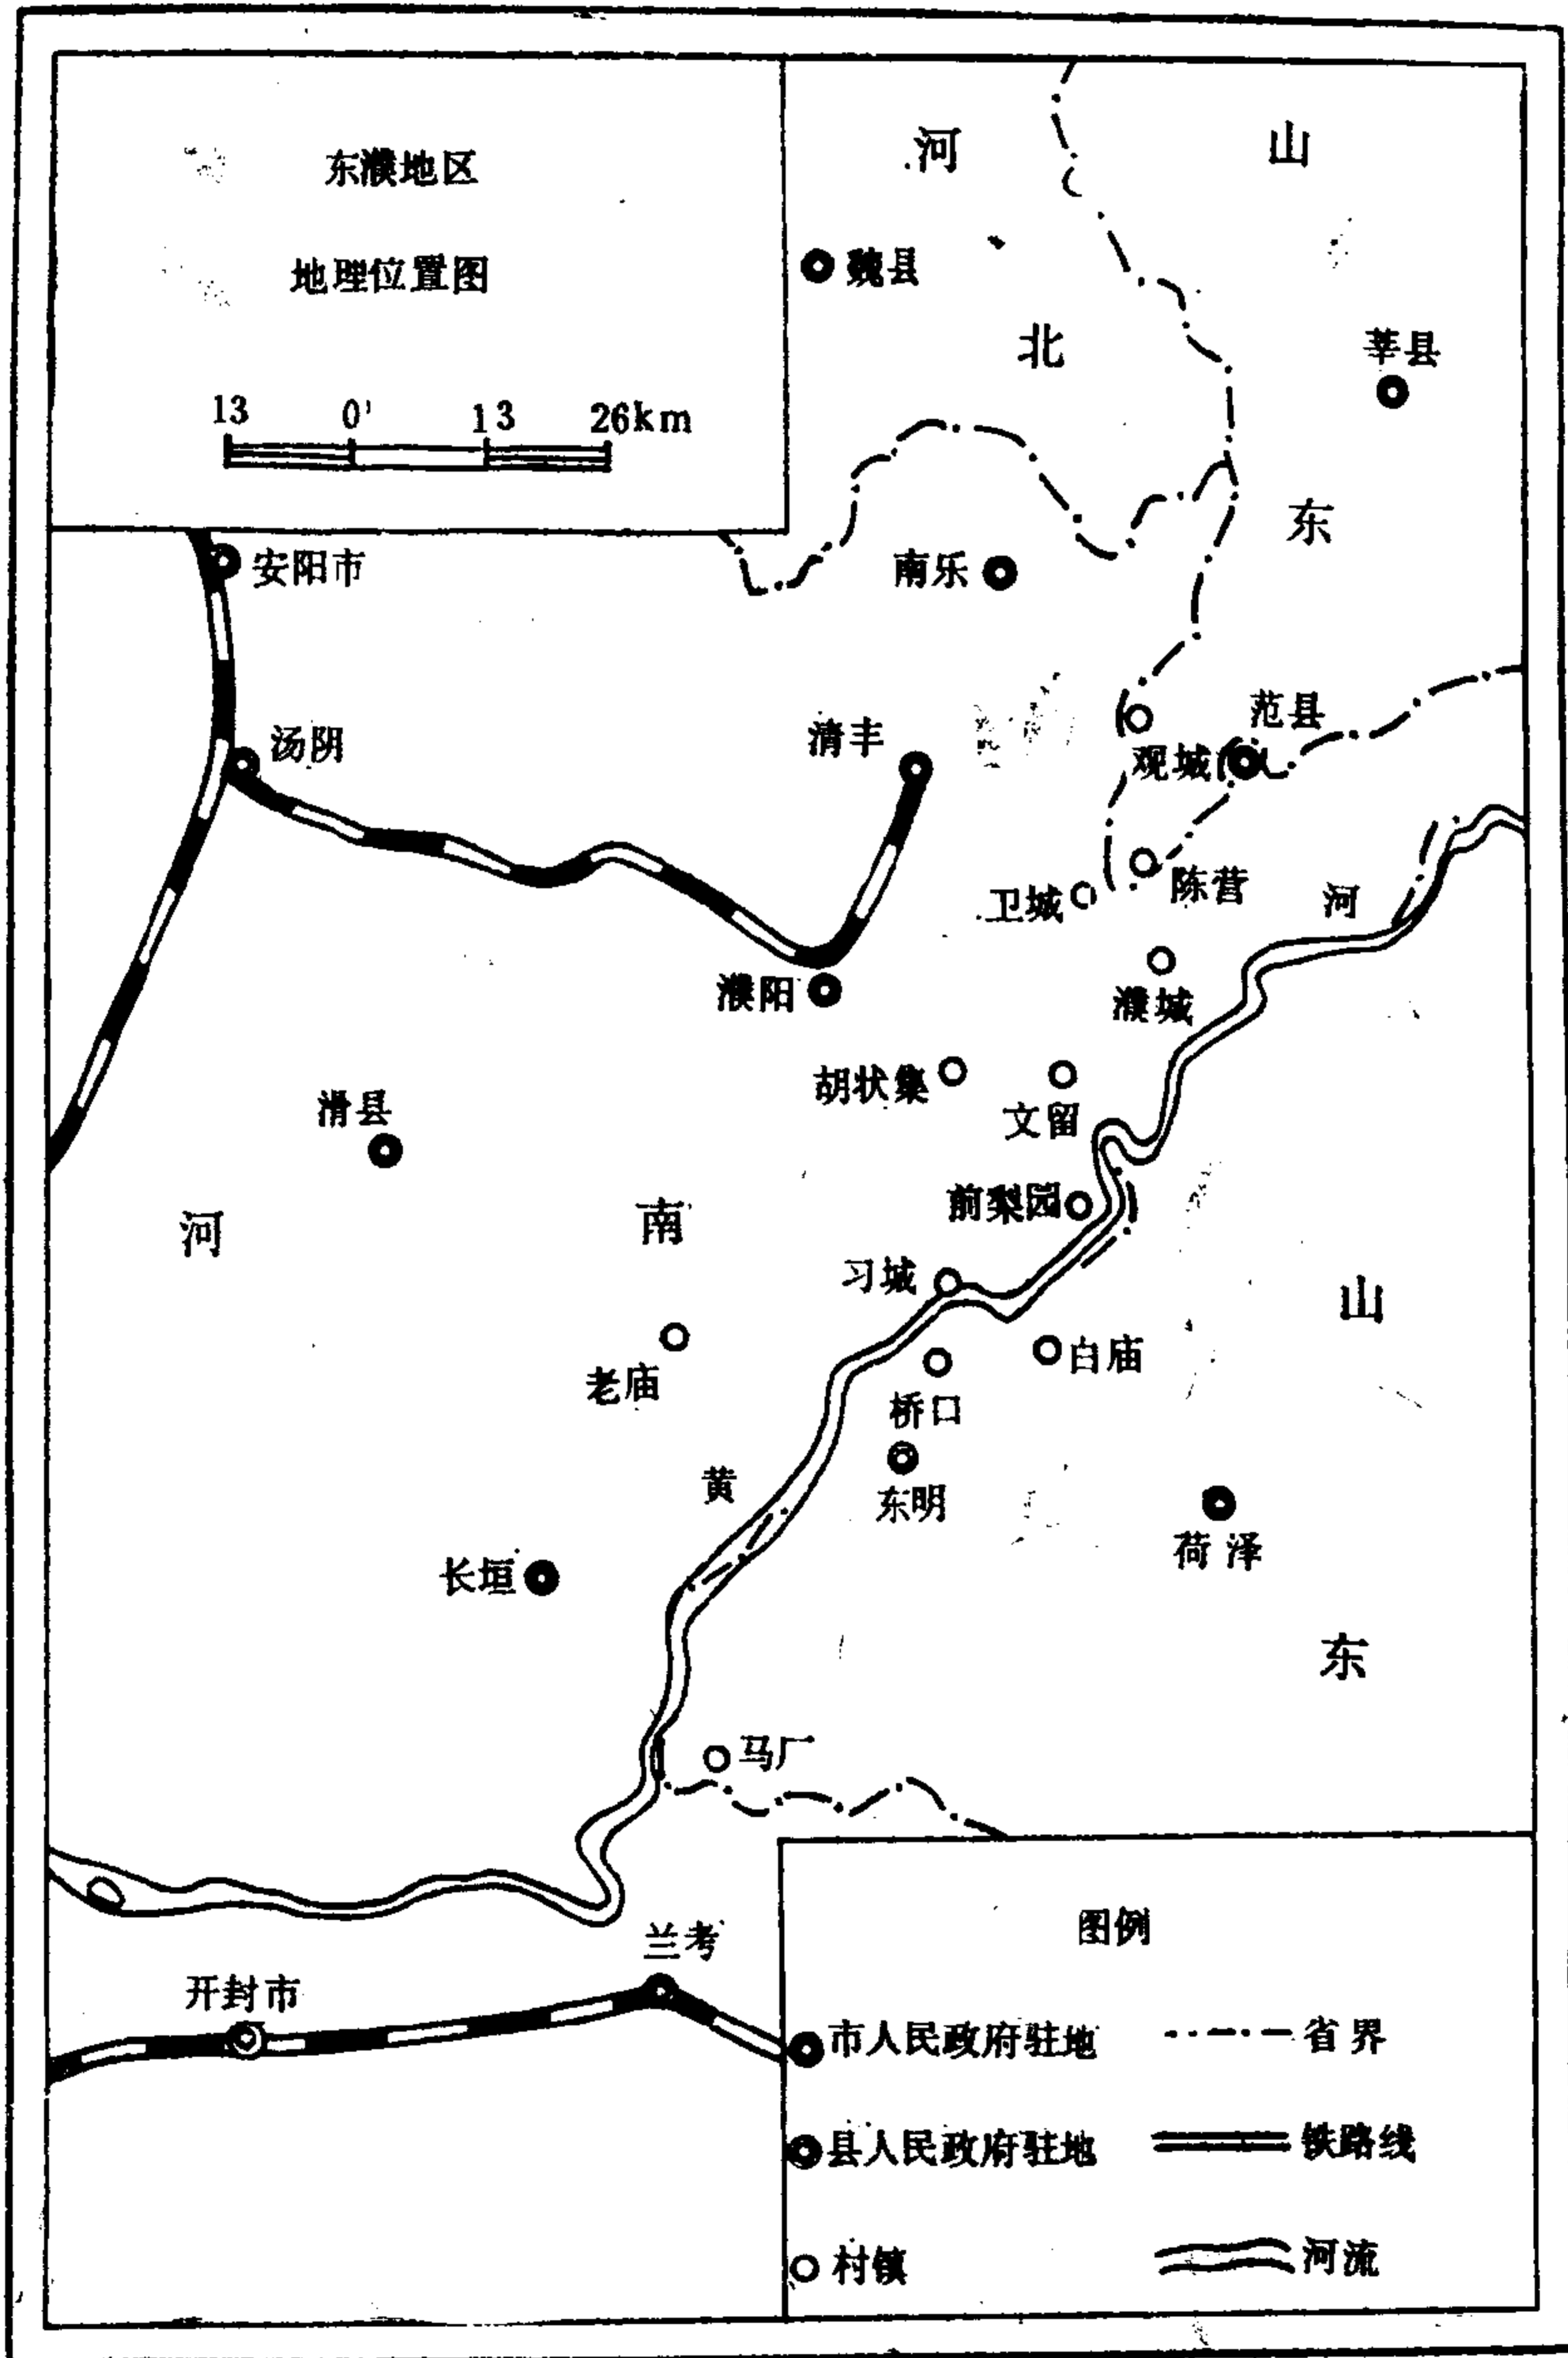 东濮地区
地理位置图
13 0' 13 26km
河 山
魏县
北
莘县
东
安阳市
南乐
范县
汤阴
清丰
观城
陈营
卫城
河
濮阳
濮城
胡状集
文留
滑县
前梨园
河 南
习城
山
白庙
老庙
桥口
黄
东明
荷泽
长垣
东
马厂
兰考
开封市
图例
市人民政府驻地 省界
县人民政府驻地 铁路线
村镇 河流